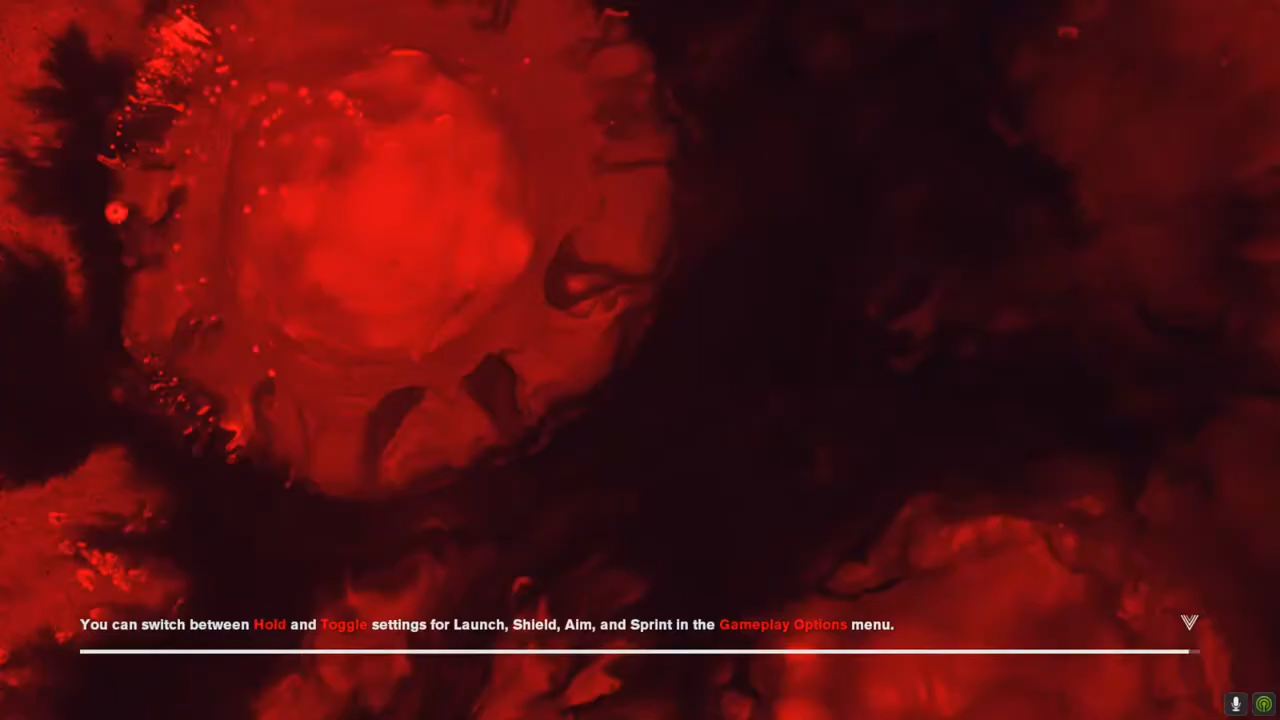 You can switch between Hold and Toggle settings for Launch, Shield, Aim, and Sprint in the Gameplay Options menu.